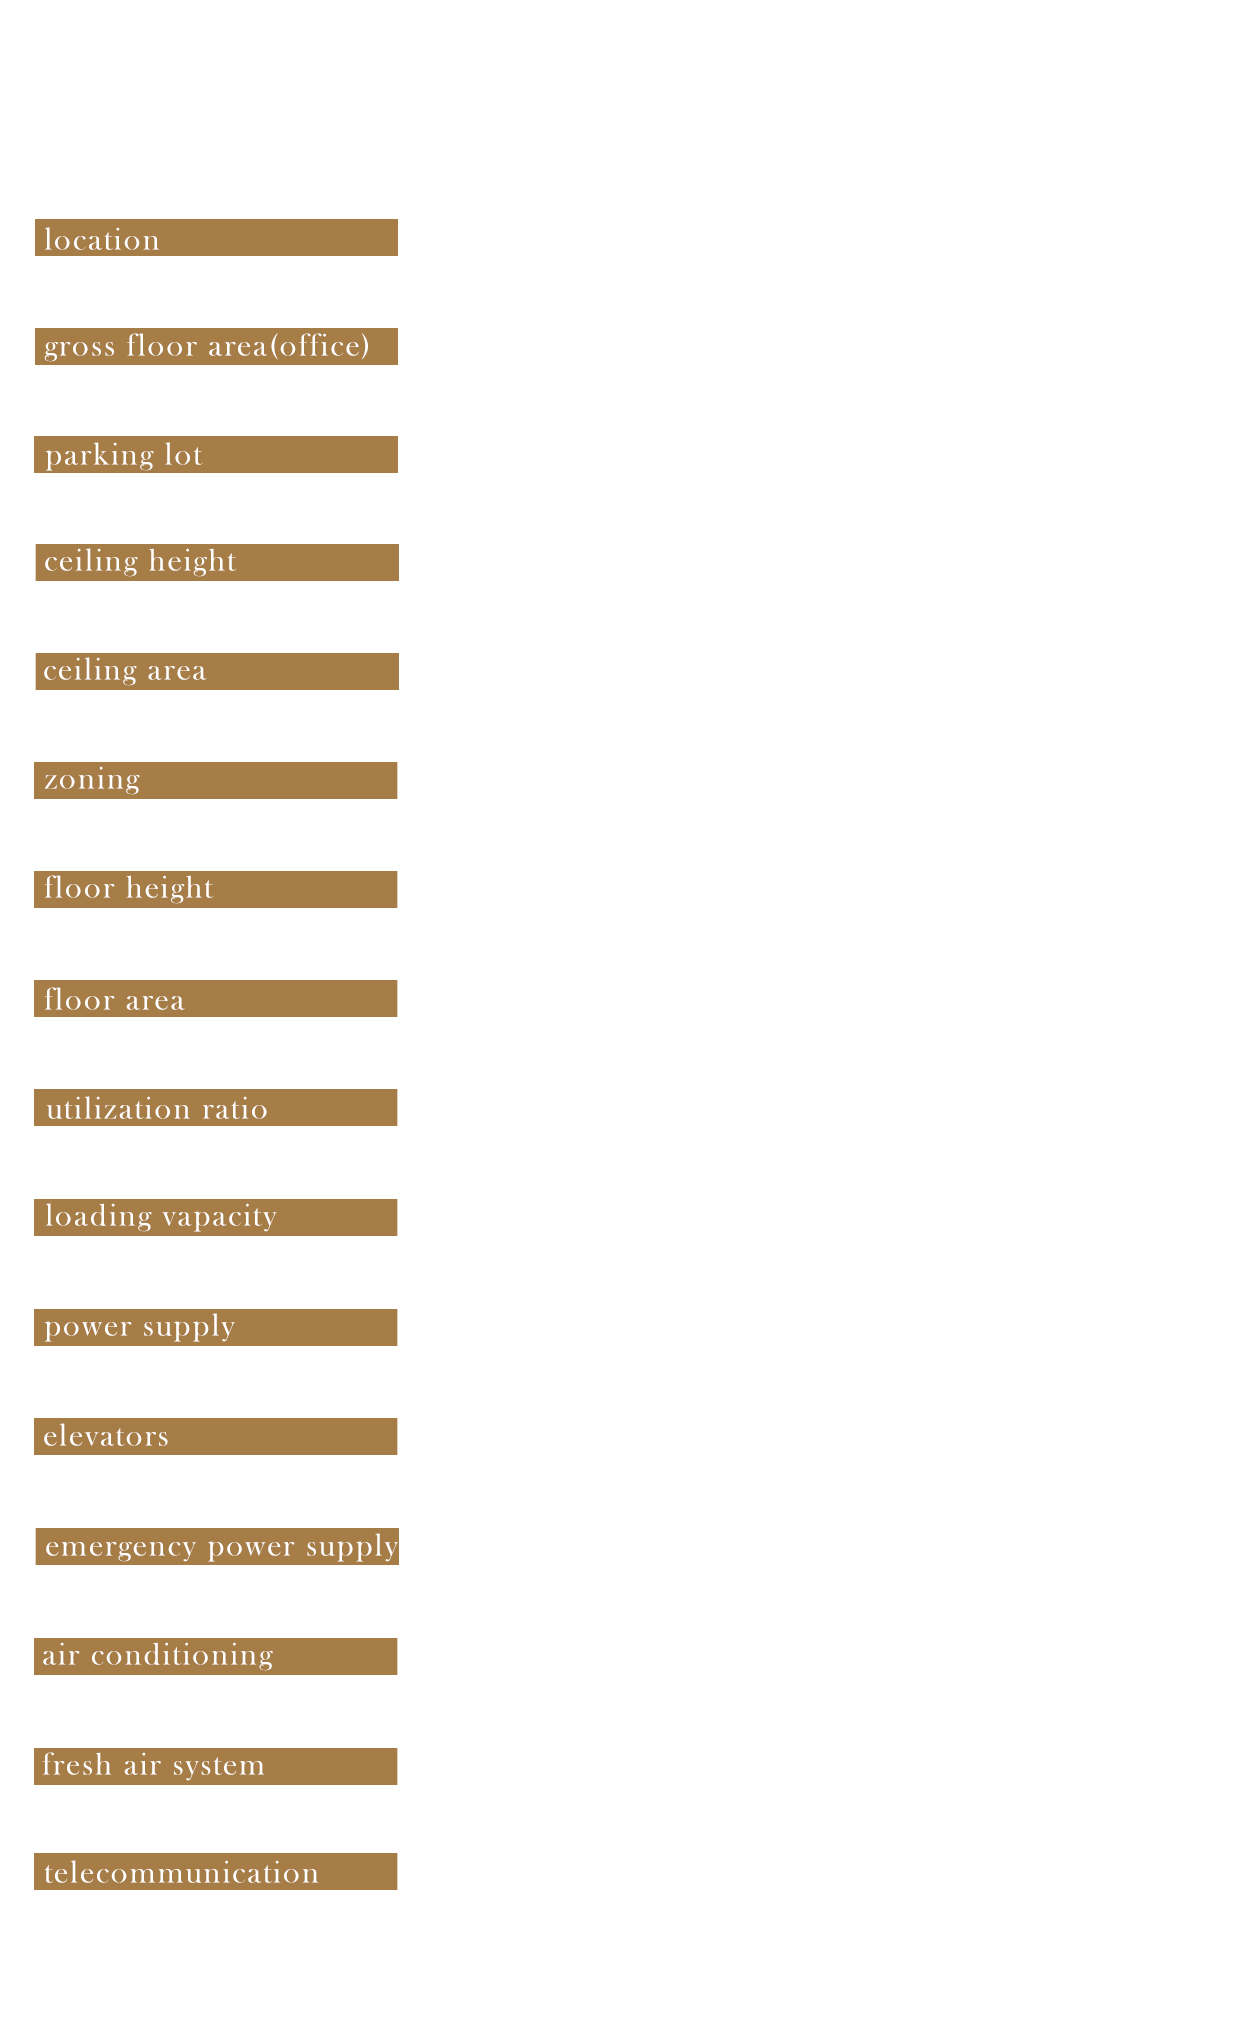 location
gross floor area(office)
parking lot
ceiling height
ceiling area
zoning
floor height
floor area
utilization ratio
loading vapacity
power supply
elevators
emergency power supply
air conditioning
fresh air system
telecommunication